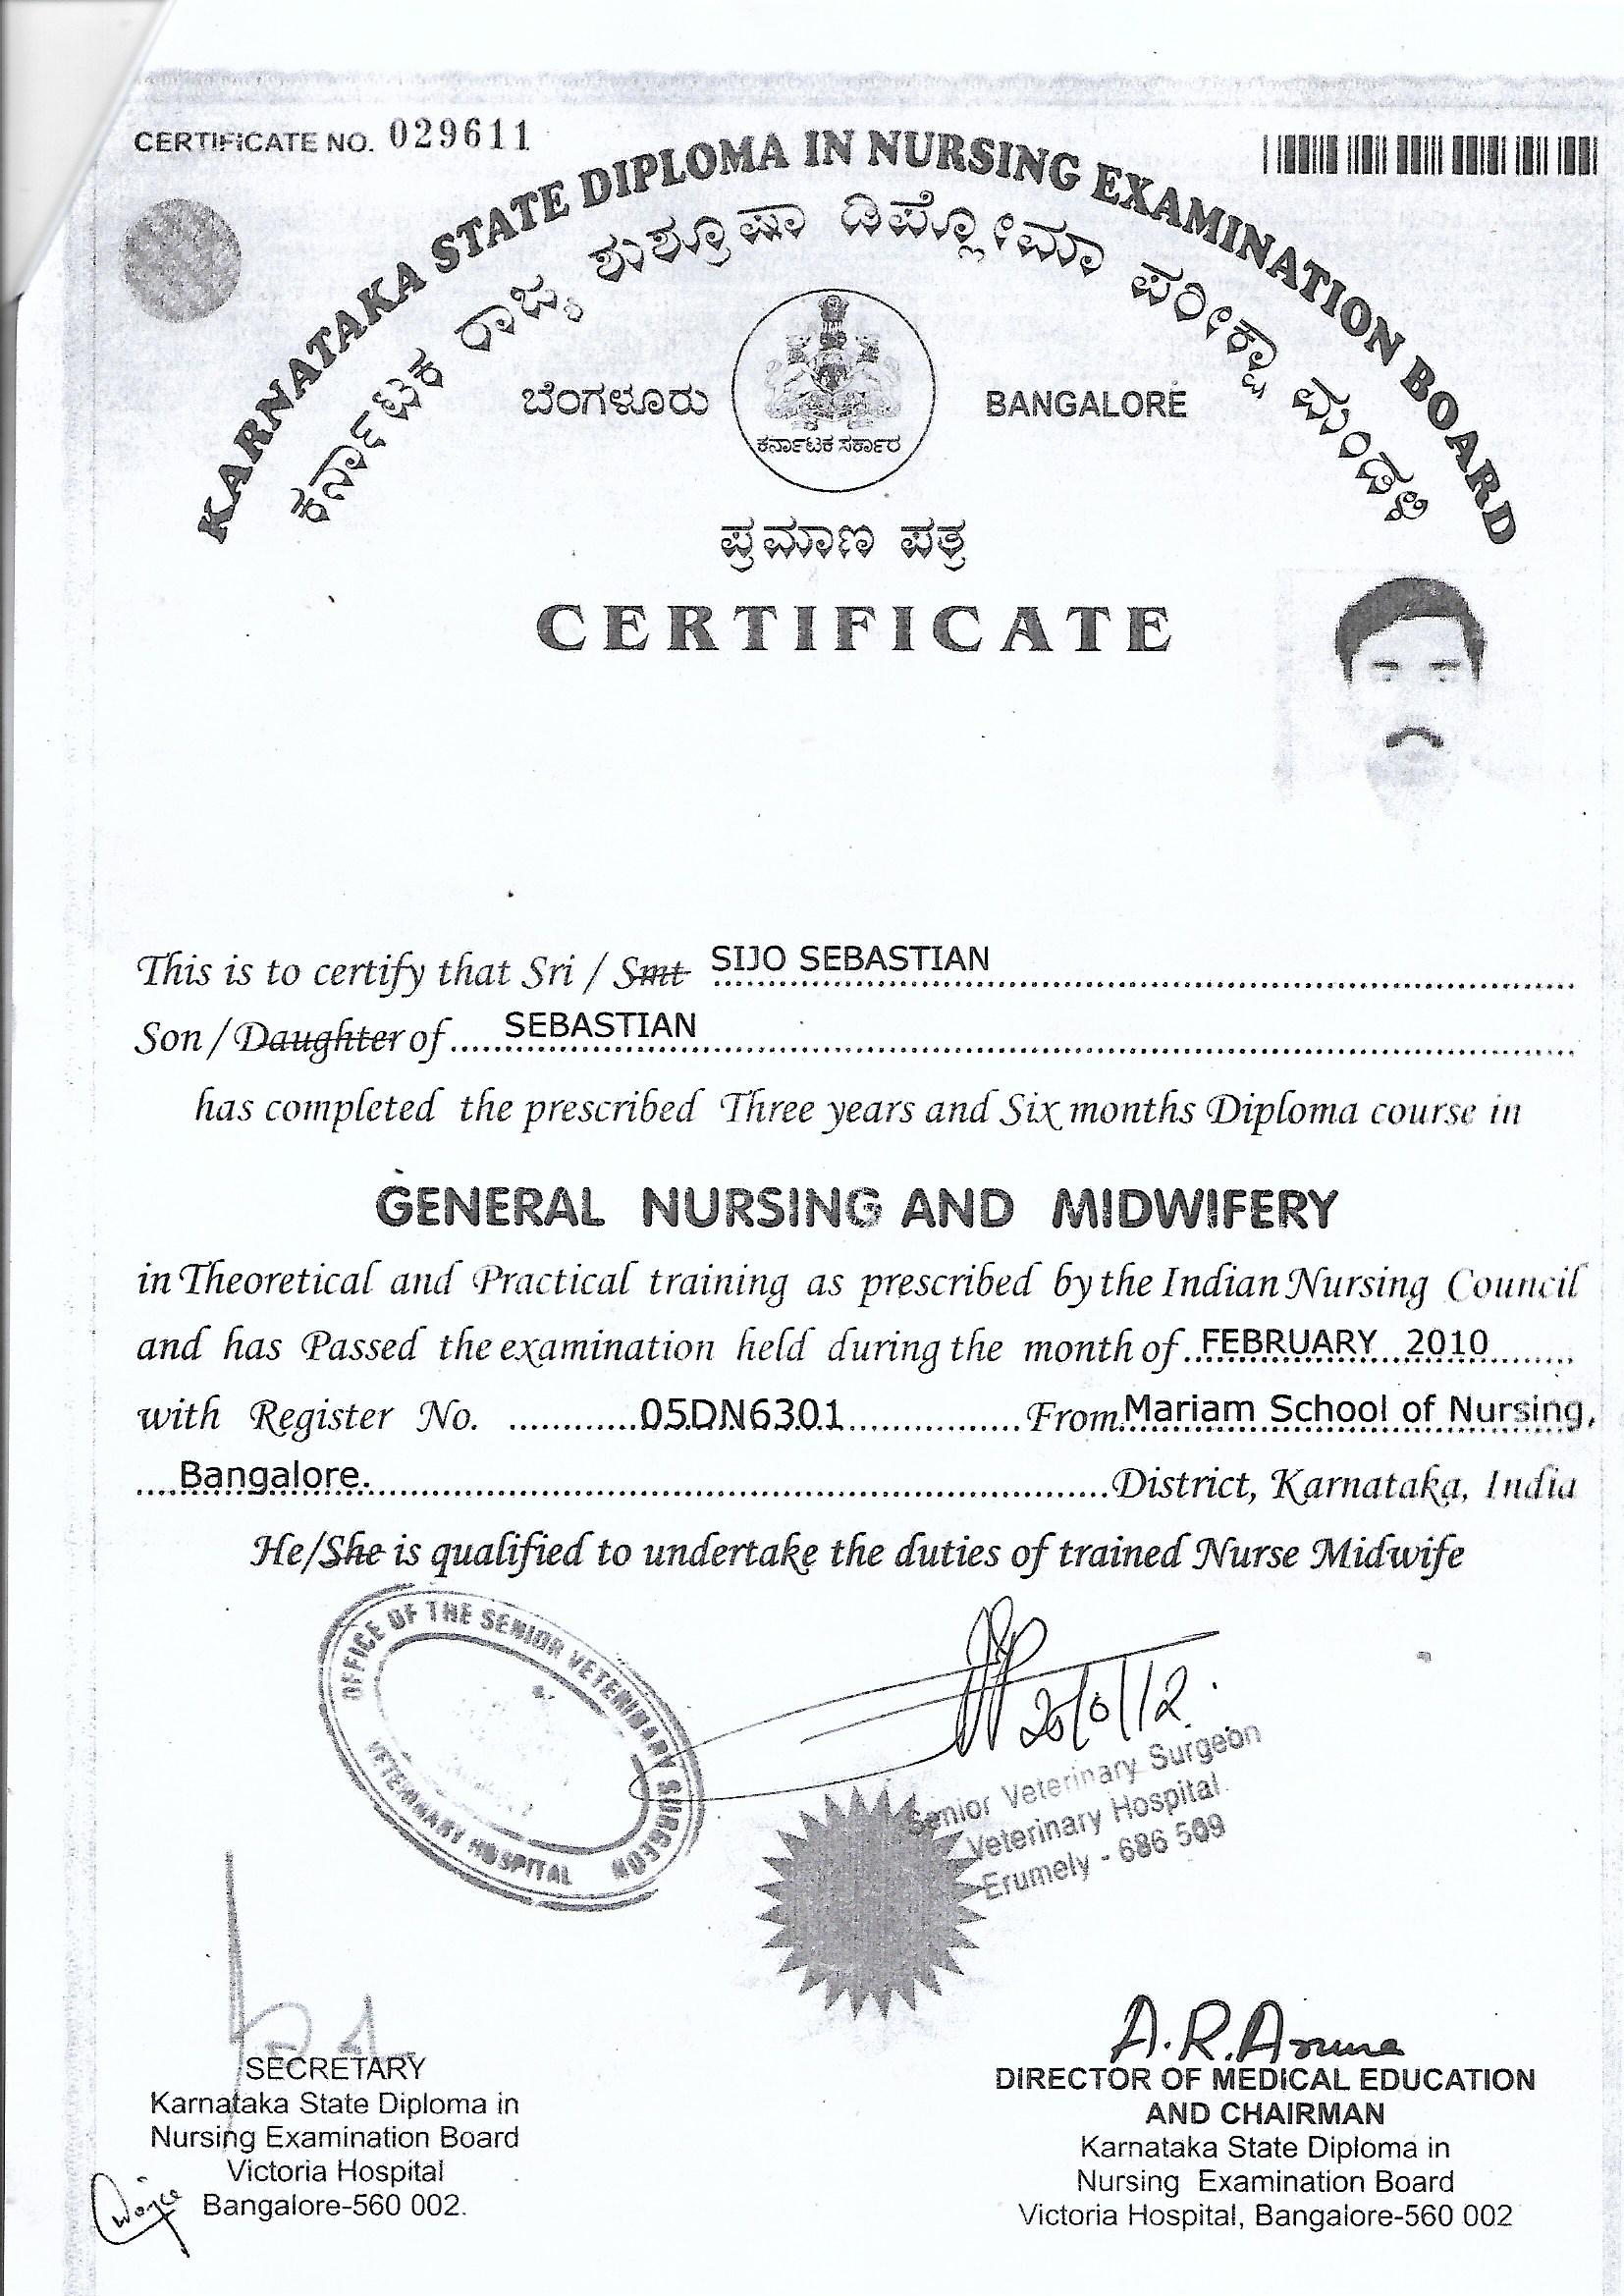 CERTIFICATE NO. 029611
KARNATAKA STATE DIPLOMA IN NURSING EXAMINATION BOARD
ಕರ್ನಾಟಕ ರಾಜ್ಯ ಶುಶ್ರೂಷಾ ಡಿಪ್ಲೋಮಾ ಪರೀಕ್ಷಾ ಮಂಡಳಿ
ಬೆಂಗಳೂರು BANGALORE
ಕರ್ನಾಟಕ ಸರ್ಕಾರ
ಪ್ರಮಾಣ ಪತ್ರ
CERTIFICATE
This is to certify that Sri / Smt SIJO SEBASTIAN
Son / Daughter of SEBASTIAN
has completed the prescribed Three years and Six months Diploma course in
GENERAL NURSING AND MIDWIFERY
in Theoretical and Practical training as prescribed by the Indian Nursing Council
and has Passed the examination held during the month of FEBRUARY 2010
with Register No. 05DN6301 From Mariam School of Nursing,
Bangalore. District, Karnataka, India
He/She is qualified to undertake the duties of trained Nurse Midwife
OFFICE OF THE SENIOR VETERINARY SURGEON
VETERINARY HOSPITAL
Senior Veterinary Surgeon
Veterinary Hospital
Erumely - 686 509
SECRETARY
Karnataka State Diploma in
Nursing Examination Board
Victoria Hospital
Bangalore-560 002.
A.R. Aruna
DIRECTOR OF MEDICAL EDUCATION
AND CHAIRMAN
Karnataka State Diploma in
Nursing Examination Board
Victoria Hospital, Bangalore-560 002